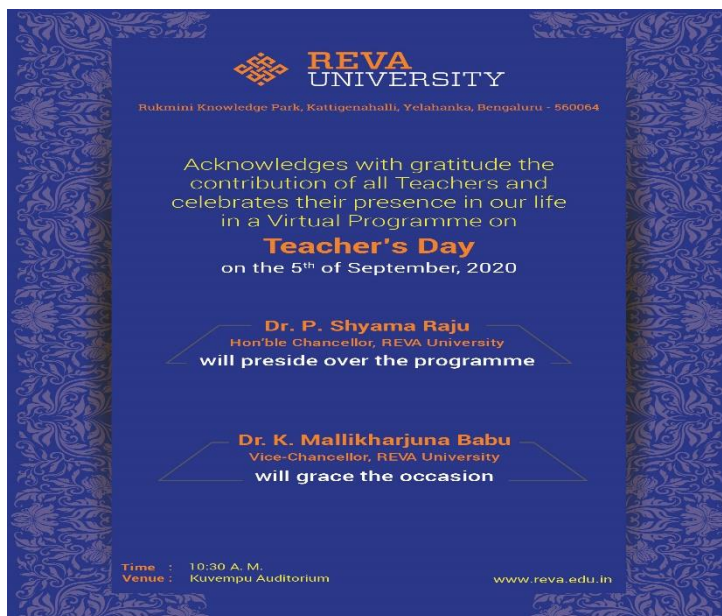 REVA
UNIVERSITY
Rukmini Knowledge Park, Kattigenahalli, Yelahanka, Bengaluru - 560064
Acknowledges with gratitude the
contribution of all Teachers and
celebrates their presence in our life
in a Virtual Programme on
Teacher's Day
on the 5th of September, 2020
Dr. P. Shyama Raju
Hon'ble Chancellor, REVA University
will preside over the programme
Dr. K. Mallikharjuna Babu
Vice-Chancellor, REVA University
will grace the occasion
Time : 10:30 A. M.
Venue : Kuvempu Auditorium
www.reva.edu.in